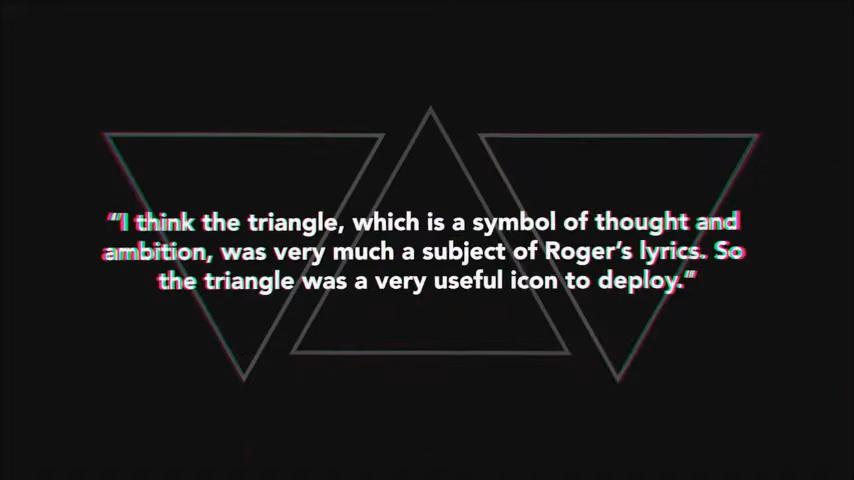 “I think the triangle, which is a symbol of thought and
ambition, was very much a subject of Roger’s lyrics. So
the triangle was a very useful icon to deploy.”